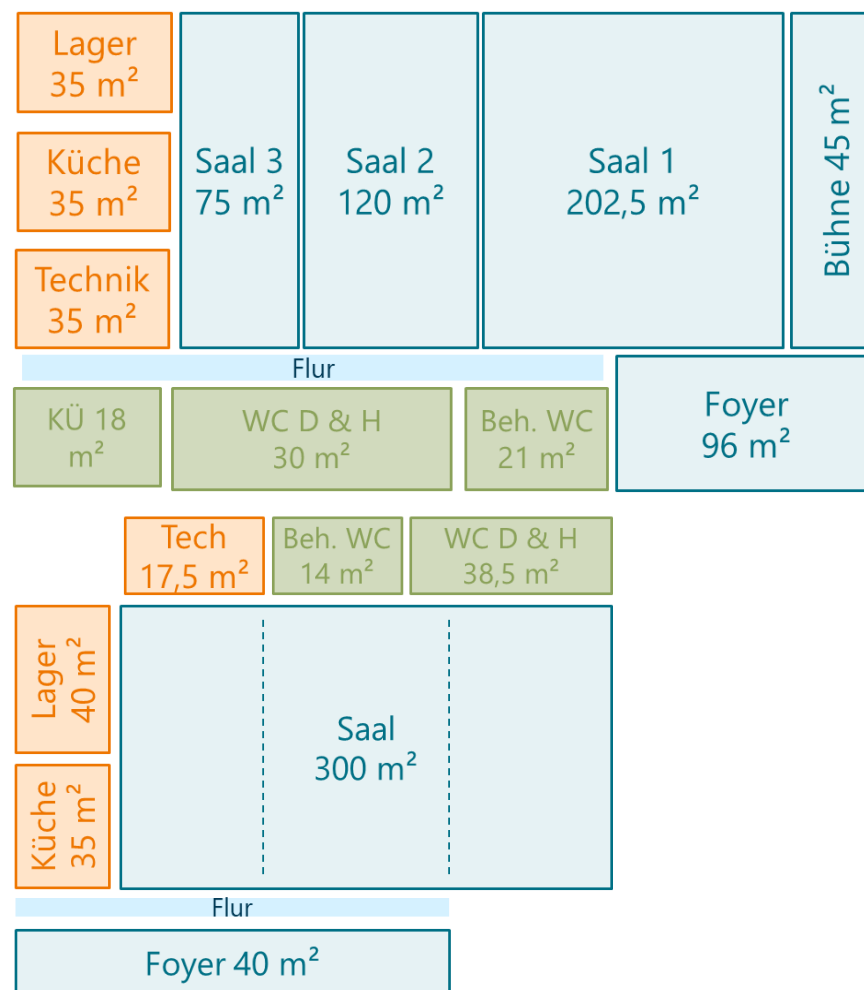 Lager
35 m²
Küche
35 m²
Technik
35 m²
Saal 3
75 m²
Saal 2
120 m²
Saal 1
202,5 m²
Bühne 45 m²
Flur
KÜ 18
m²
WC D & H
30 m²
Beh. WC
21 m²
Foyer
96 m²
Tech
17,5 m²
Beh. WC
14 m²
WC D & H
38,5 m²
Lager
40 m²
Küche
35 m²
Saal
300 m²
Flur
Foyer 40 m²